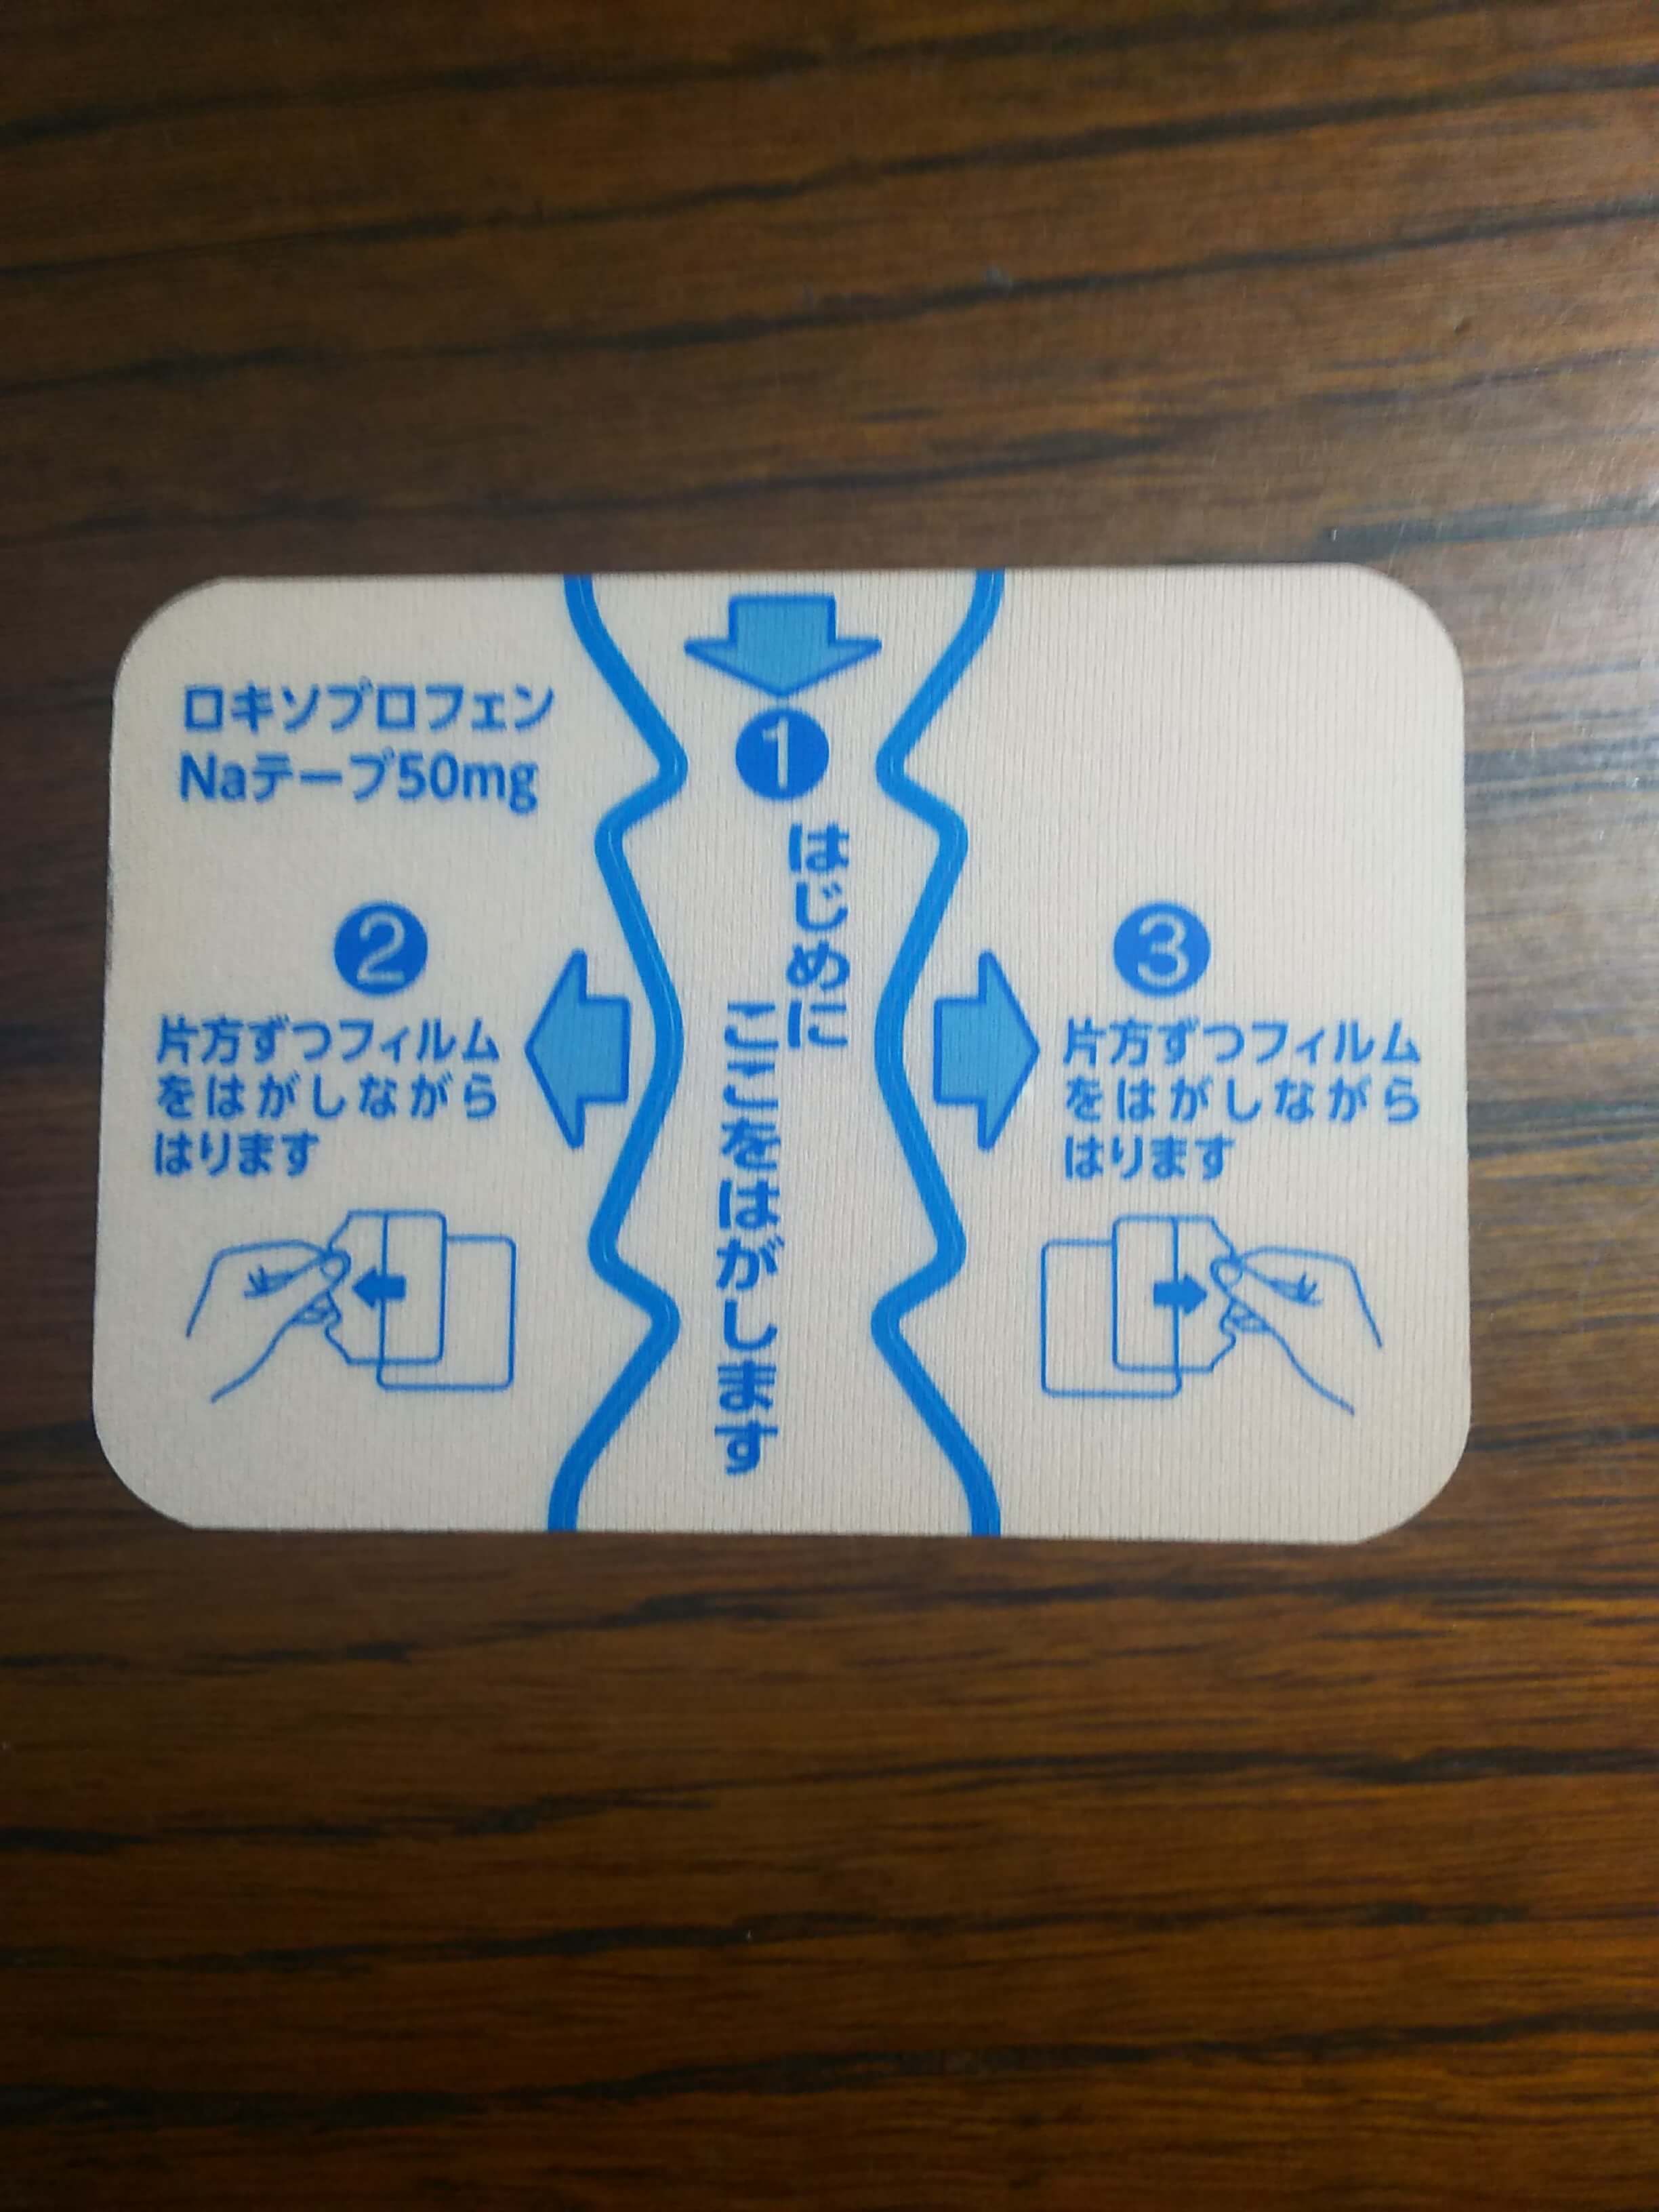 ロキソプロフェン
Naテープ50mg
1
はじめに
ここをはがします
2
片方ずつフィルム
をはがしながら
はります
3
片方ずつフィルム
をはがしながら
はります